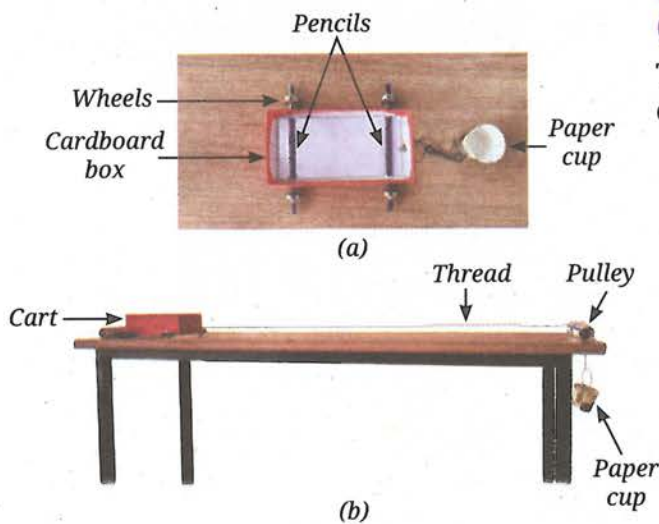 Pencils
Wheels
Cardboard
box
Paper
cup
(a)
Thread
Pulley
Cart
Paper
cup
(b)